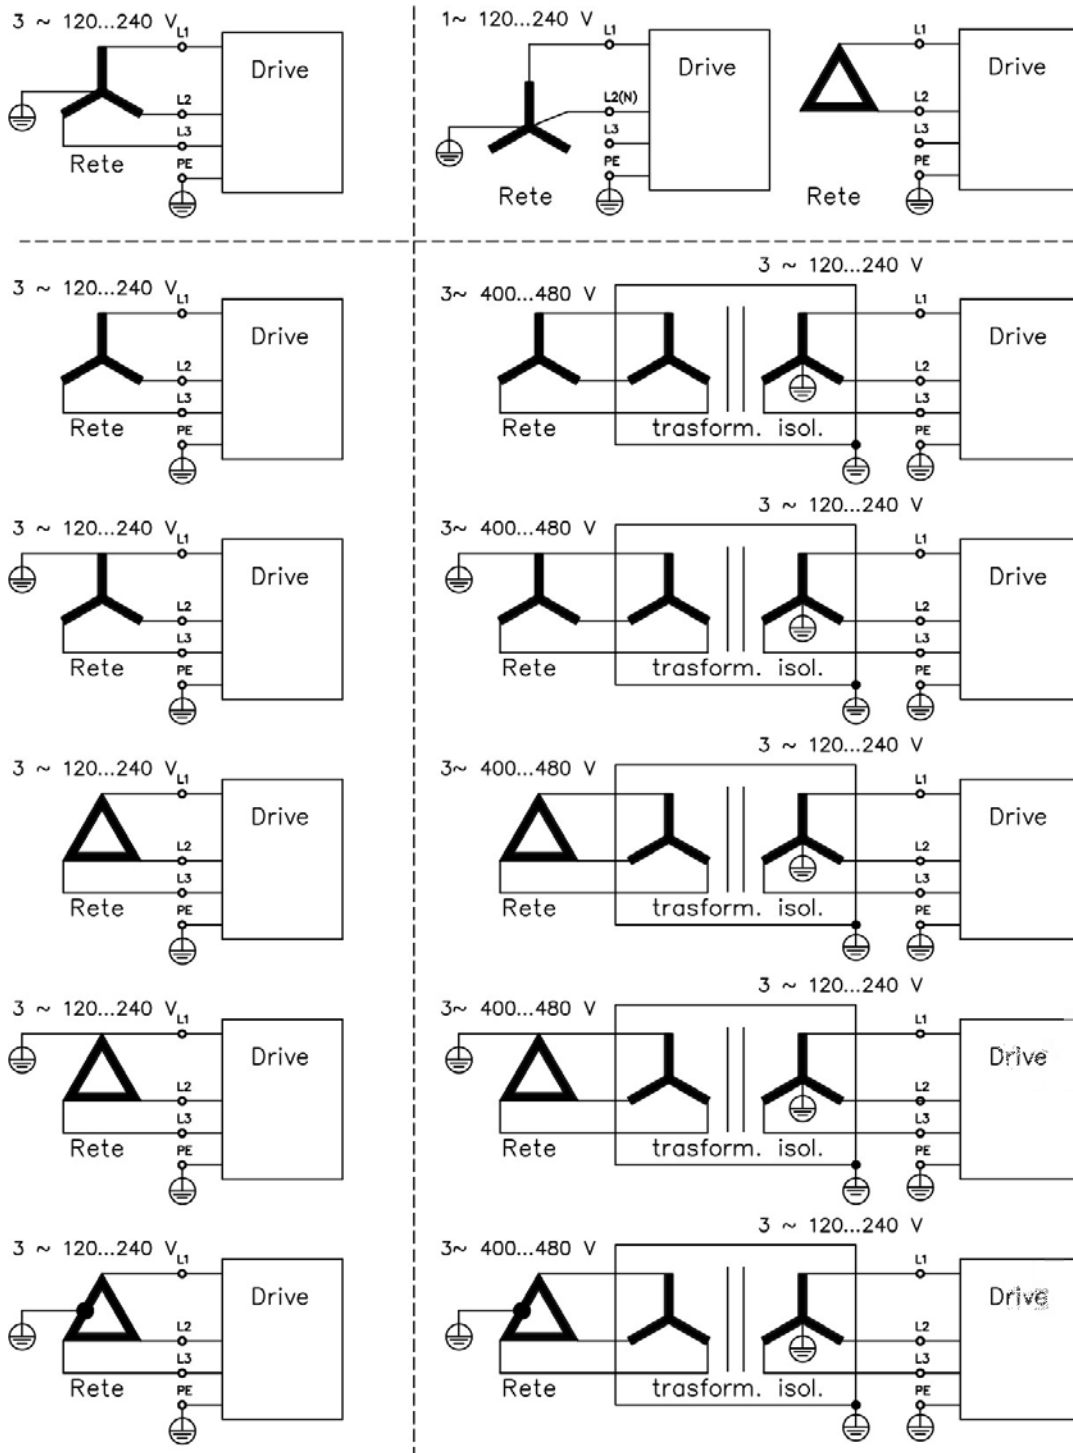 3 ~ 120...240 V
L1
Drive
L2
L3
Rete
PE
1~ 120...240 V
L1
Drive
L2(N)
L3
PE
Rete
L1
Drive
L2
L3
PE
Rete
3 ~ 120...240 V
L1
Drive
L2
L3
Rete
PE
3 ~ 120...240 V
3~ 400...480 V
L1
Drive
L2
L3
Rete
trasform. isol.
PE
3 ~ 120...240 V
L1
Drive
L2
L3
Rete
PE
3 ~ 120...240 V
3~ 400...480 V
L1
Drive
L2
L3
Rete
trasform. isol.
PE
3 ~ 120...240 V
L1
Drive
L2
L3
Rete
PE
3 ~ 120...240 V
3~ 400...480 V
L1
Drive
L2
L3
Rete
trasform. isol.
PE
3 ~ 120...240 V
L1
Drive
L2
L3
Rete
PE
3 ~ 120...240 V
3~ 400...480 V
L1
Drive
L2
L3
Rete
trasform. isol.
PE
3 ~ 120...240 V
L1
Drive
L2
L3
Rete
PE
3 ~ 120...240 V
3~ 400...480 V
L1
Drive
L2
L3
Rete
trasform. isol.
PE